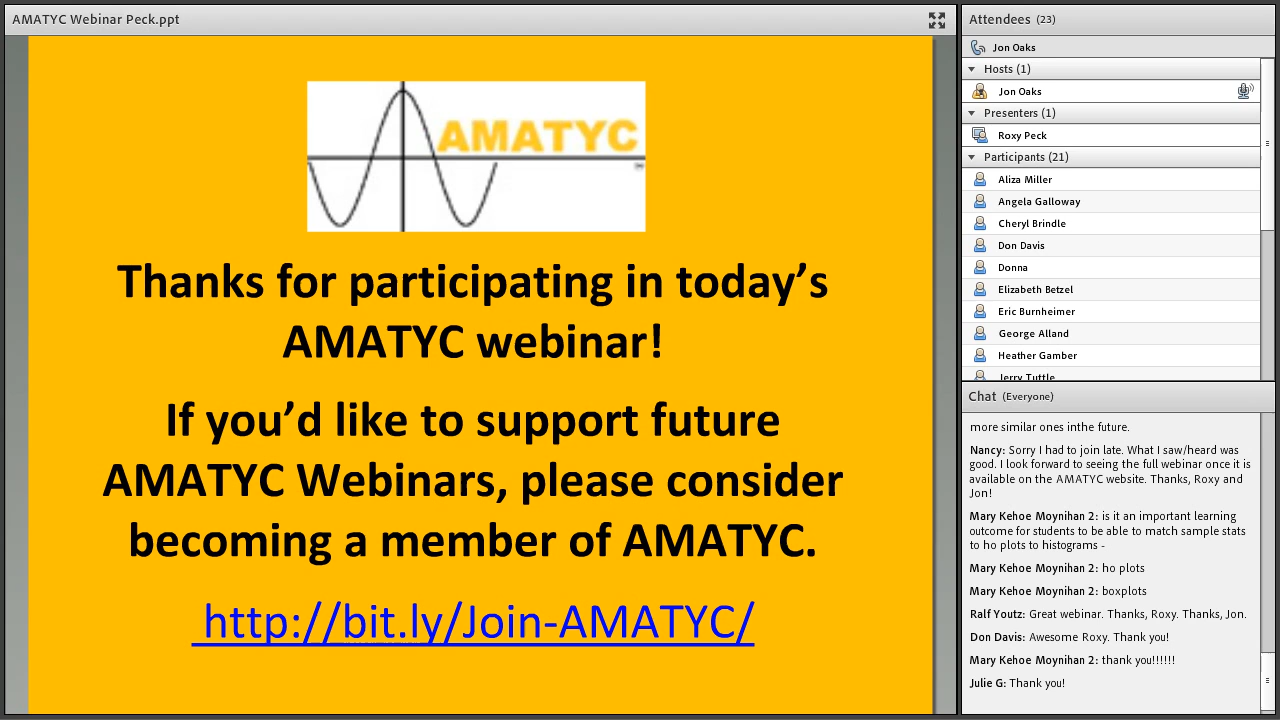 AMATYC Webinar Peck.ppt
AMATYC
Thanks for participating in today’s
AMATYC webinar!
If you’d like to support future
AMATYC Webinars, please consider
becoming a member of AMATYC.
http://bit.ly/Join-AMATYC/
Attendees (23)
Jon Oaks
Hosts (1)
Jon Oaks
Presenters (1)
Roxy Peck
Participants (21)
Aliza Miller
Angela Galloway
Cheryl Brindle
Don Davis
Donna
Elizabeth Betzel
Eric Burnheimer
George Alland
Heather Gamber
Jerry Tuttle
Chat (Everyone)
more similar ones inthe future.
Nancy: Sorry I had to join late. What I saw/heard was
good. I look forward to seeing the full webinar once it is
available on the AMATYC website. Thanks, Roxy and
Jon!
Mary Kehoe Moynihan 2: is it an important learning
outcome for students to be able to match sample stats
to ho plots to histograms -
Mary Kehoe Moynihan 2: ho plots
Mary Kehoe Moynihan 2: boxplots
Ralf Youtz: Great webinar. Thanks, Roxy. Thanks, Jon.
Don Davis: Awesome Roxy. Thank you!
Mary Kehoe Moynihan 2: thank you!!!!!!
Julie G: Thank you!